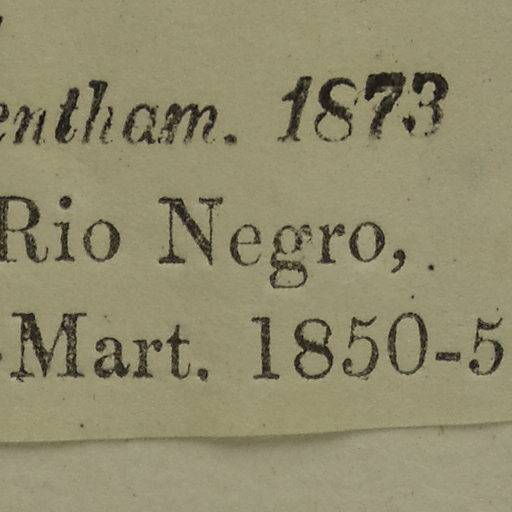 entham. 1873
Rio Negro,
-Mart. 1850-5